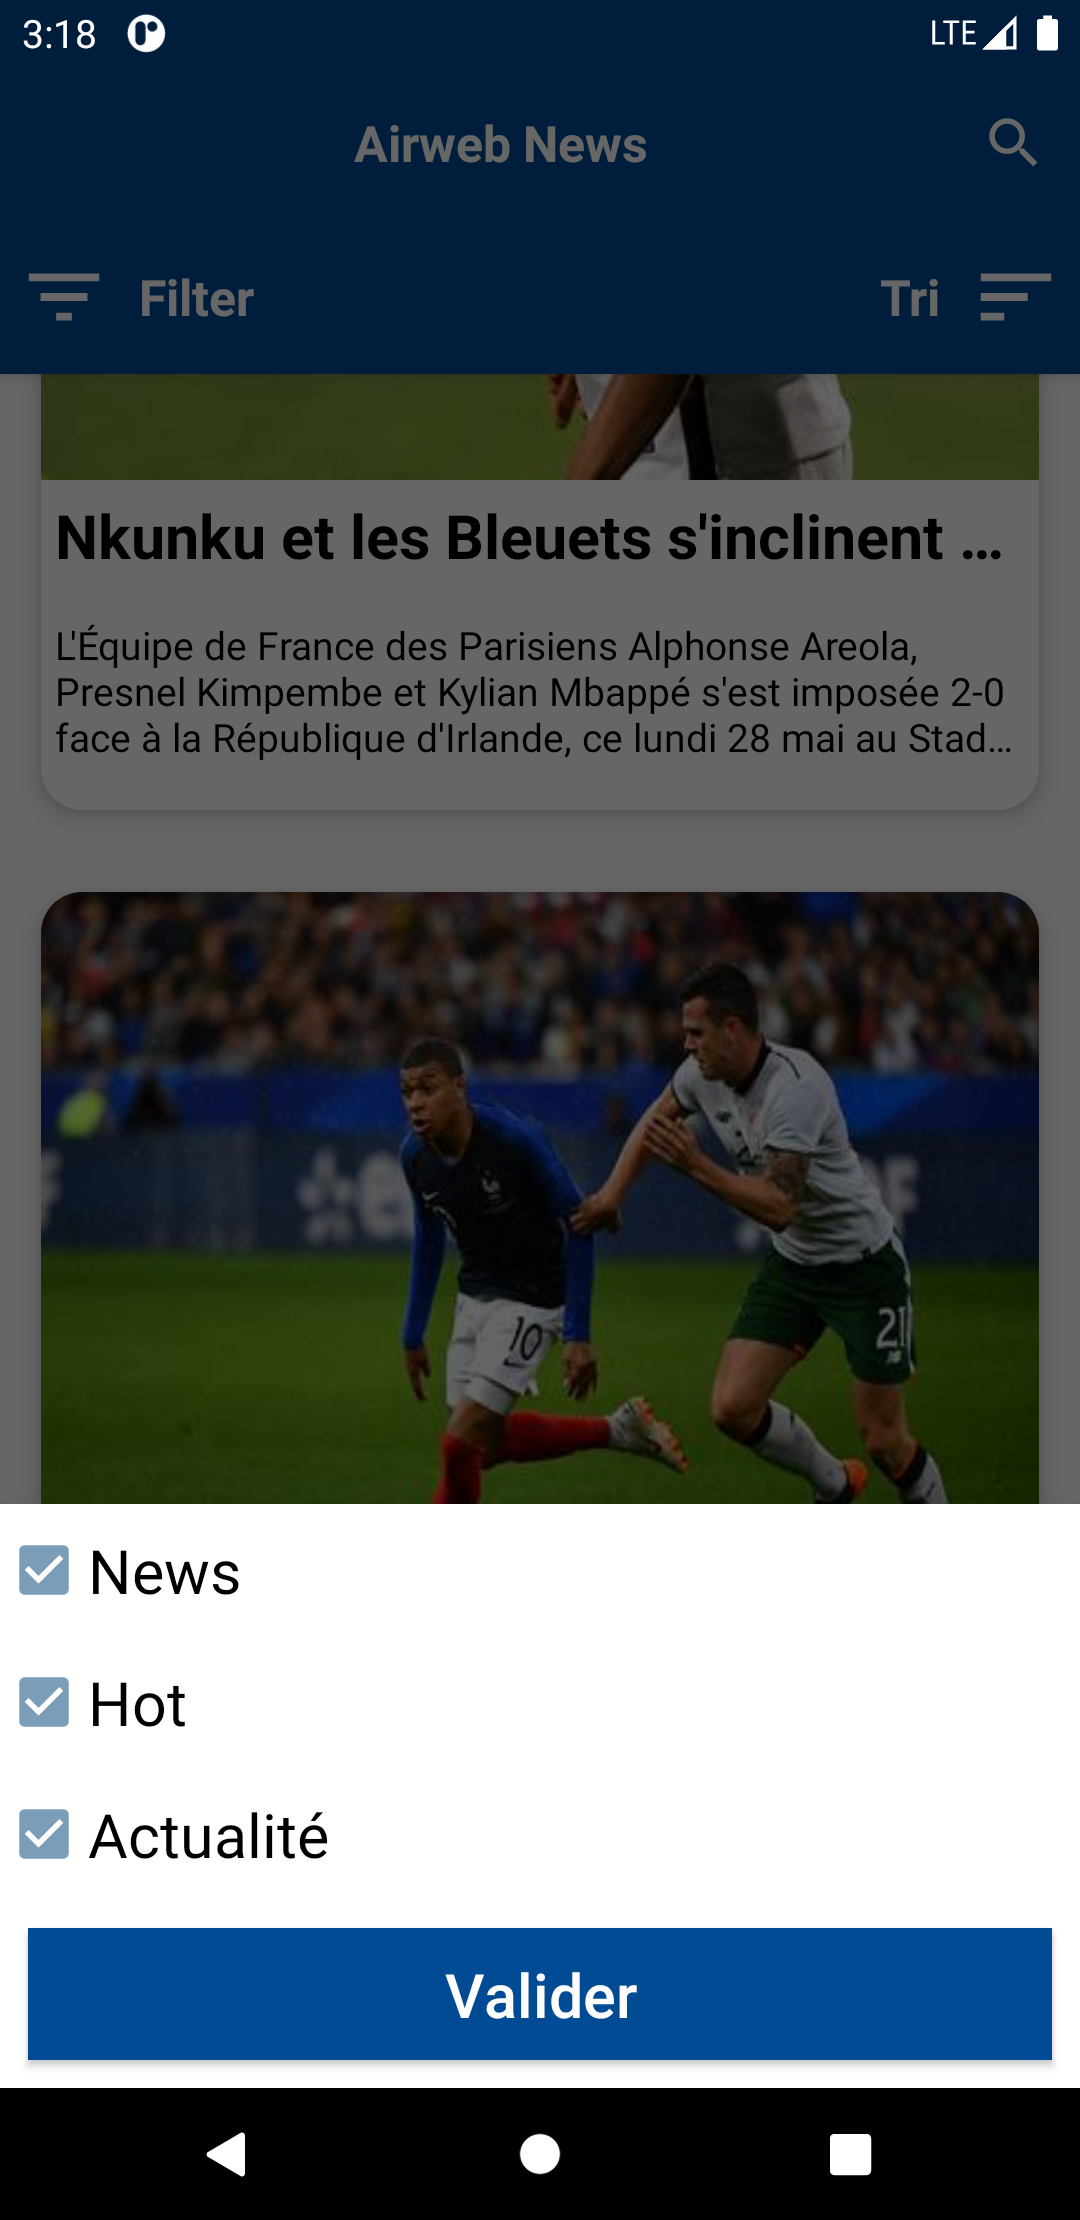 3:18
LTE
Airweb News
Filter
Tri
Nkunku et les Bleuets s'inclinent ...
L'Équipe de France des Parisiens Alphonse Areola,
Presnel Kimpembe et Kylian Mbappé s'est imposée 2-0
face à la République d'Irlande, ce lundi 28 mai au Stad...
10
21
News
Hot
Actualité
Valider